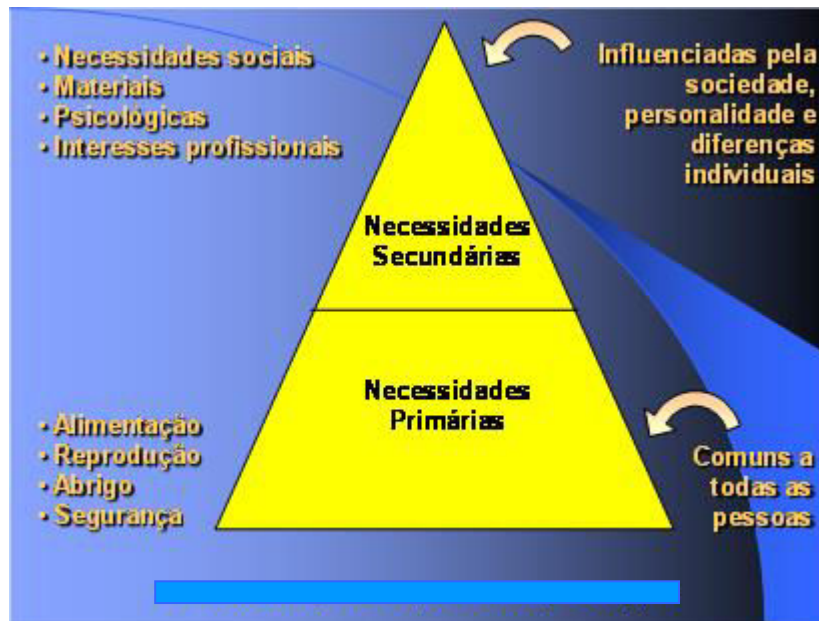 • Necessidades sociais
• Materiais
• Psicológicas
• Interesses profissionais
Influenciadas pela
sociedade,
personalidade e
diferenças
individuais
Necessidades
Secundárias
Necessidades
Primárias
• Alimentação
• Reprodução
• Abrigo
• Segurança
Comuns a
todas as
pessoas